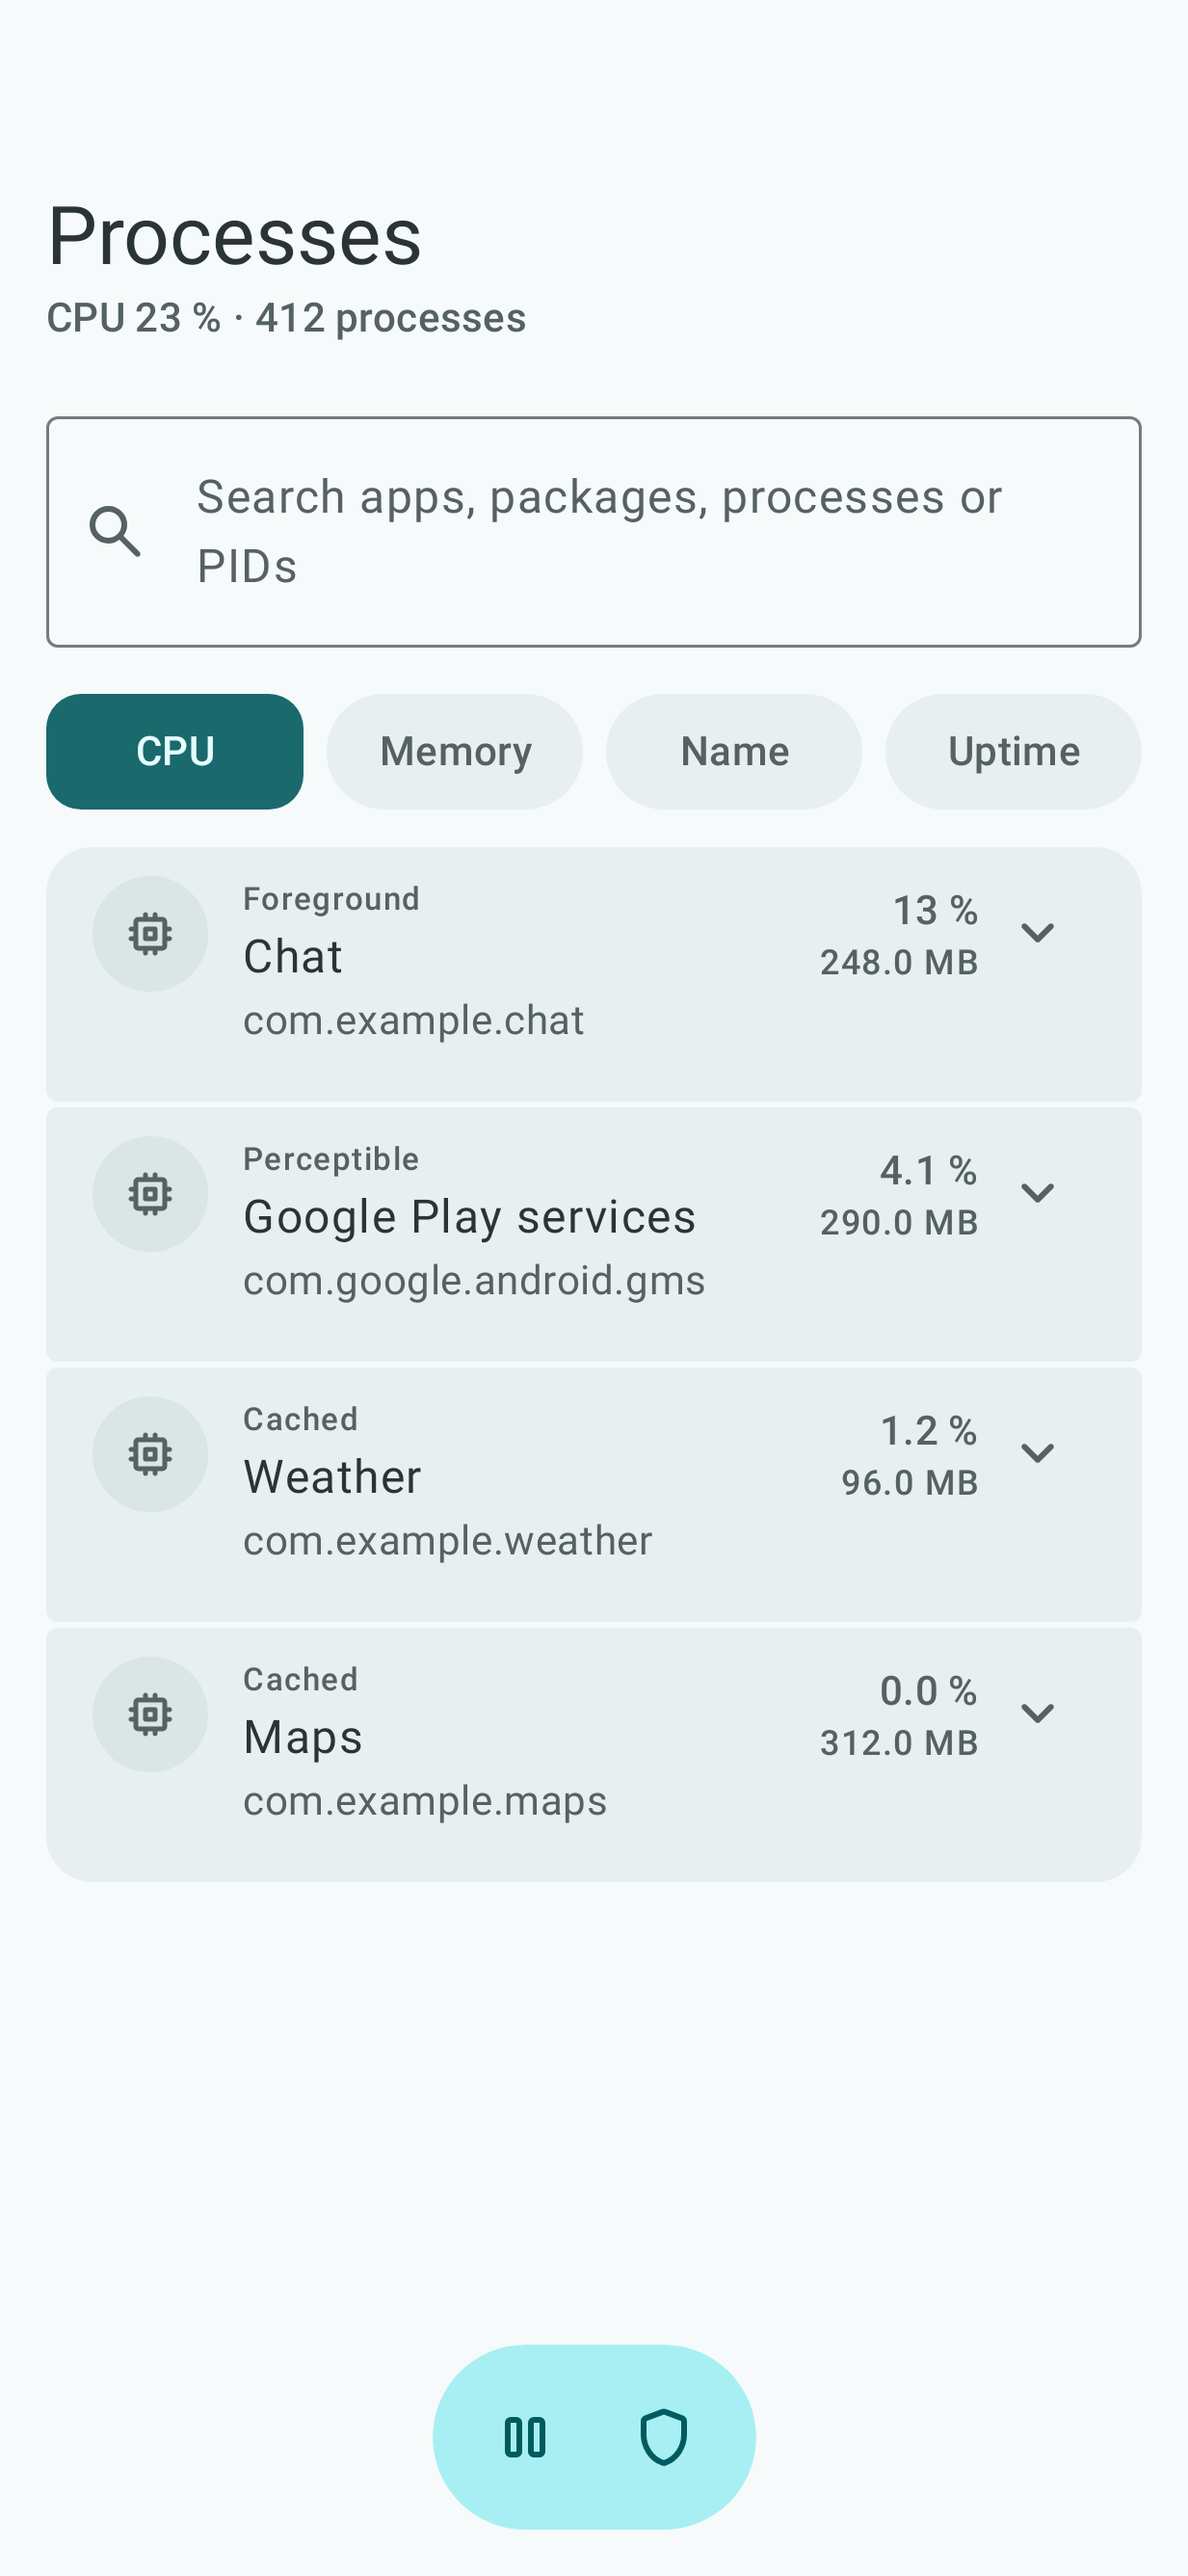 Processes
CPU 23 % · 412 processes
Search apps, packages, processes or
PIDs
CPU
Memory
Name
Uptime
Foreground
Chat
com.example.chat
13 %
248.0 MB
Perceptible
Google Play services
com.google.android.gms
4.1 %
290.0 MB
Cached
Weather
com.example.weather
1.2 %
96.0 MB
Cached
Maps
com.example.maps
0.0 %
312.0 MB